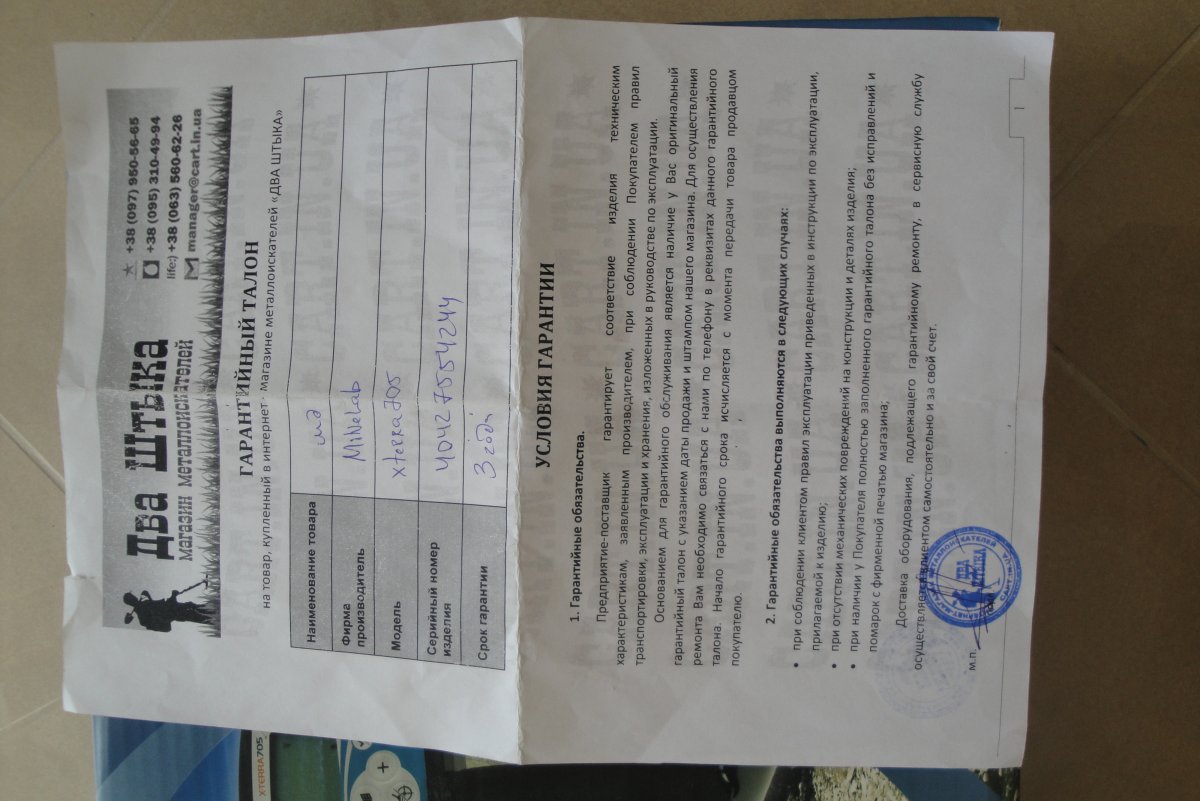 Два Штыка
магазин металлоискателей
+38 (097) 950-56-65
+38 (095) 310-49-94
life:) +38 (063) 560-62-26
manager@cart.in.ua
ГАРАНТИЙНЫЙ ТАЛОН
на товар, купленный в интернет - магазине металлоискателей «ДВА ШТЫКА»
Наименование товара
Фирма производитель MiNeLab
Модель xterra705
Серийный номер изделия 40427554244
Срок гарантии 3 года
УСЛОВИЯ ГАРАНТИИ
1. Гарантийные обязательства.
Предприятие-поставщик гарантирует соответствие изделия техническим
характеристикам, заявленным производителем, при соблюдении Покупателем правил
транспортировки, эксплуатации и хранения, изложенных в руководстве по эксплуатации.
Основанием для гарантийного обслуживания является наличие у Вас оригинальный
гарантийный талон с указанием даты продажи и штампом нашего магазина. Для осуществления
ремонта Вам необходимо связаться с нами по телефону в реквизитах данного гарантийного
талона. Начало гарантийного срока исчисляется с момента передачи товара продавцом
покупателю.
2. Гарантийные обязательства выполняются в следующих случаях:
• при соблюдении клиентом правил эксплуатации приведенных в инструкции по эксплуатации,
прилагаемой к изделию;
• при отсутствии механических повреждений на конструкции и деталях изделия;
• при наличии у Покупателя полностью заполненного гарантийного талона без исправлений и
помарок с фирменной печатью магазина;
Доставка оборудования, подлежащего гарантийному ремонту, в сервисную службу
осуществляется клиентом самостоятельно и за свой счет.
м.п.
ДВА
ШТЫКА
XTERRA705